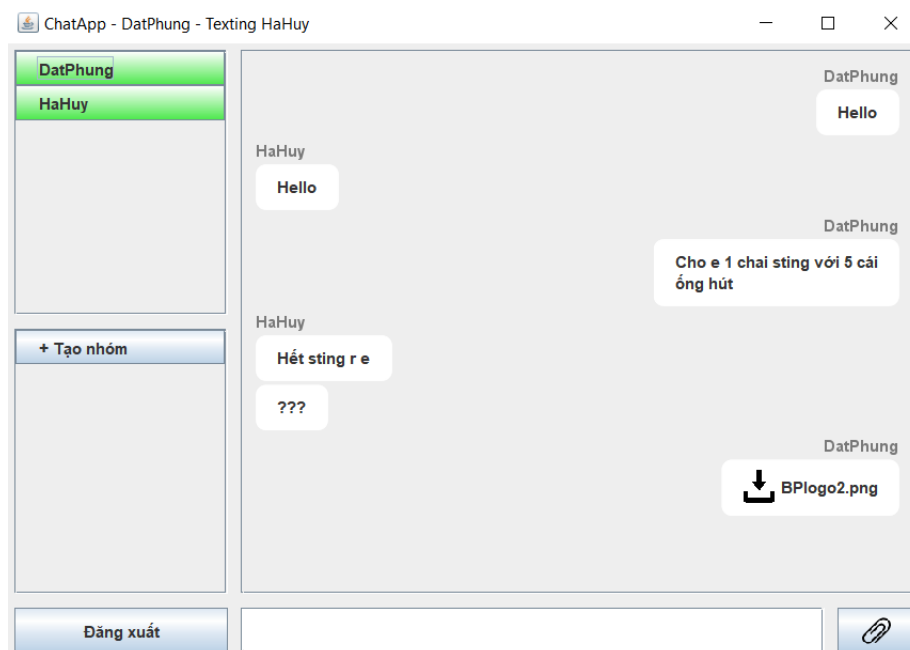 ChatApp - DatPhung - Texting HaHuy
DatPhung
HaHuy
+ Tạo nhóm
Đăng xuất
DatPhung
Hello
HaHuy
Hello
DatPhung
Cho e 1 chai sting với 5 cái
ống hút
HaHuy
Hết sting r e
???
DatPhung
BPlogo2.png